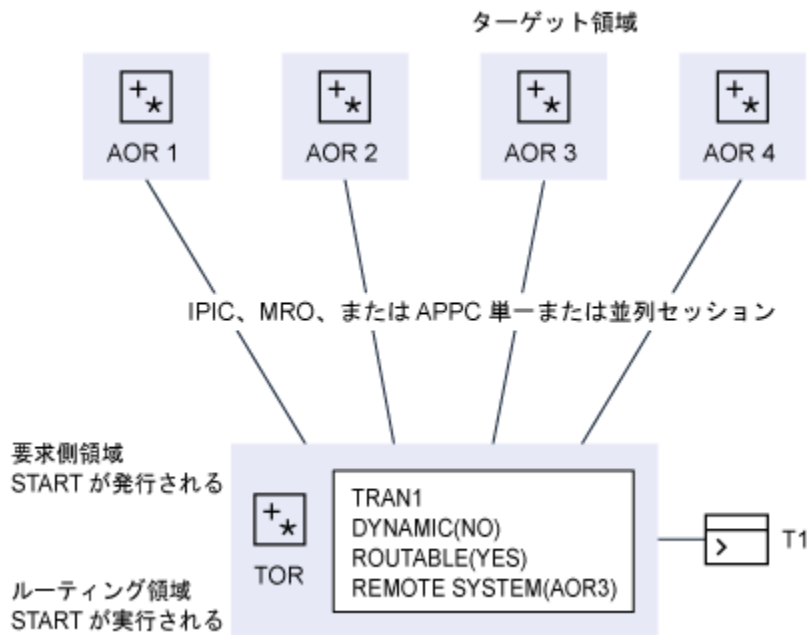 ターゲット領域
AOR 1
AOR 2
AOR 3
AOR 4
IPIC、MRO、または APPC 単一または並列セッション
要求側領域
START が発行される
TOR
TRAN1
DYNAMIC(NO)
ROUTABLE(YES)
REMOTE SYSTEM(AOR3)
T1
ルーティング領域
START が実行される